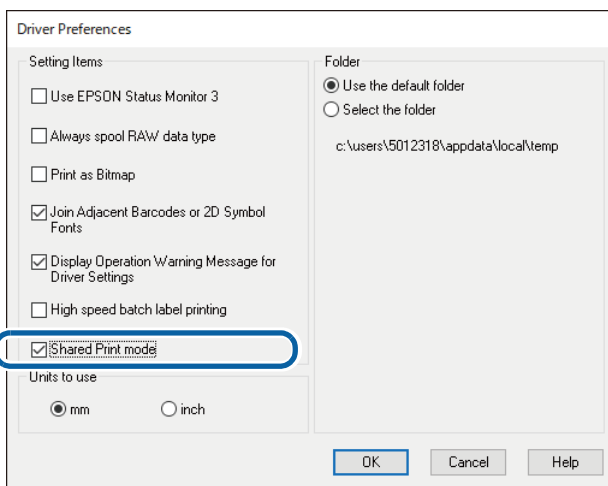 Driver Preferences
Setting Items
Use EPSON Status Monitor 3
Always spool RAW data type
Print as Bitmap
Join Adjacent Barcodes or 2D Symbol
Fonts
Display Operation Warning Message for
Driver Settings
High speed batch label printing
Shared Print mode
Units to use
mm
inch
Folder
Use the default folder
Select the folder
c:\users\5012318\appdata\local\temp
OK
Cancel
Help